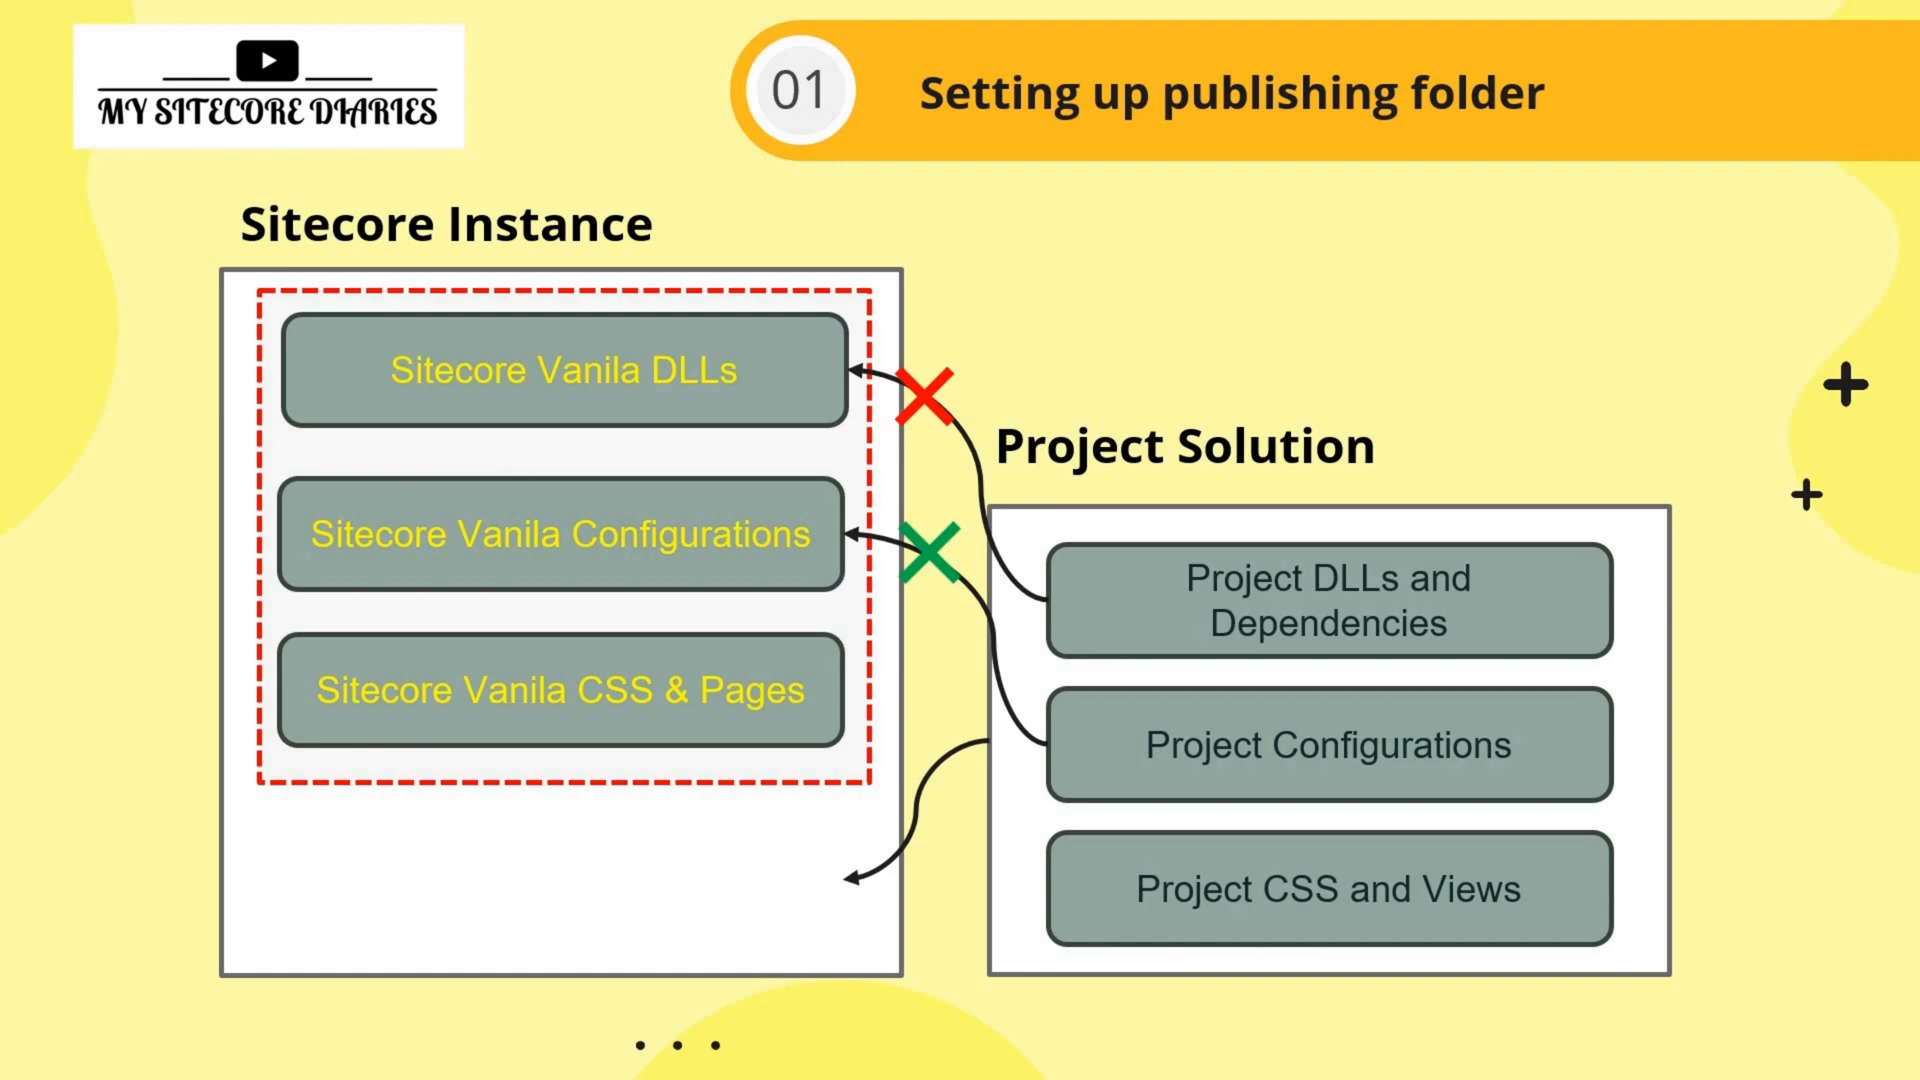 MY SITECORE DIARIES
01
Setting up publishing folder
Sitecore Instance
Sitecore Vanila DLLs
Sitecore Vanila Configurations
Sitecore Vanila CSS & Pages
Project Solution
Project DLLs and
Dependencies
Project Configurations
Project CSS and Views